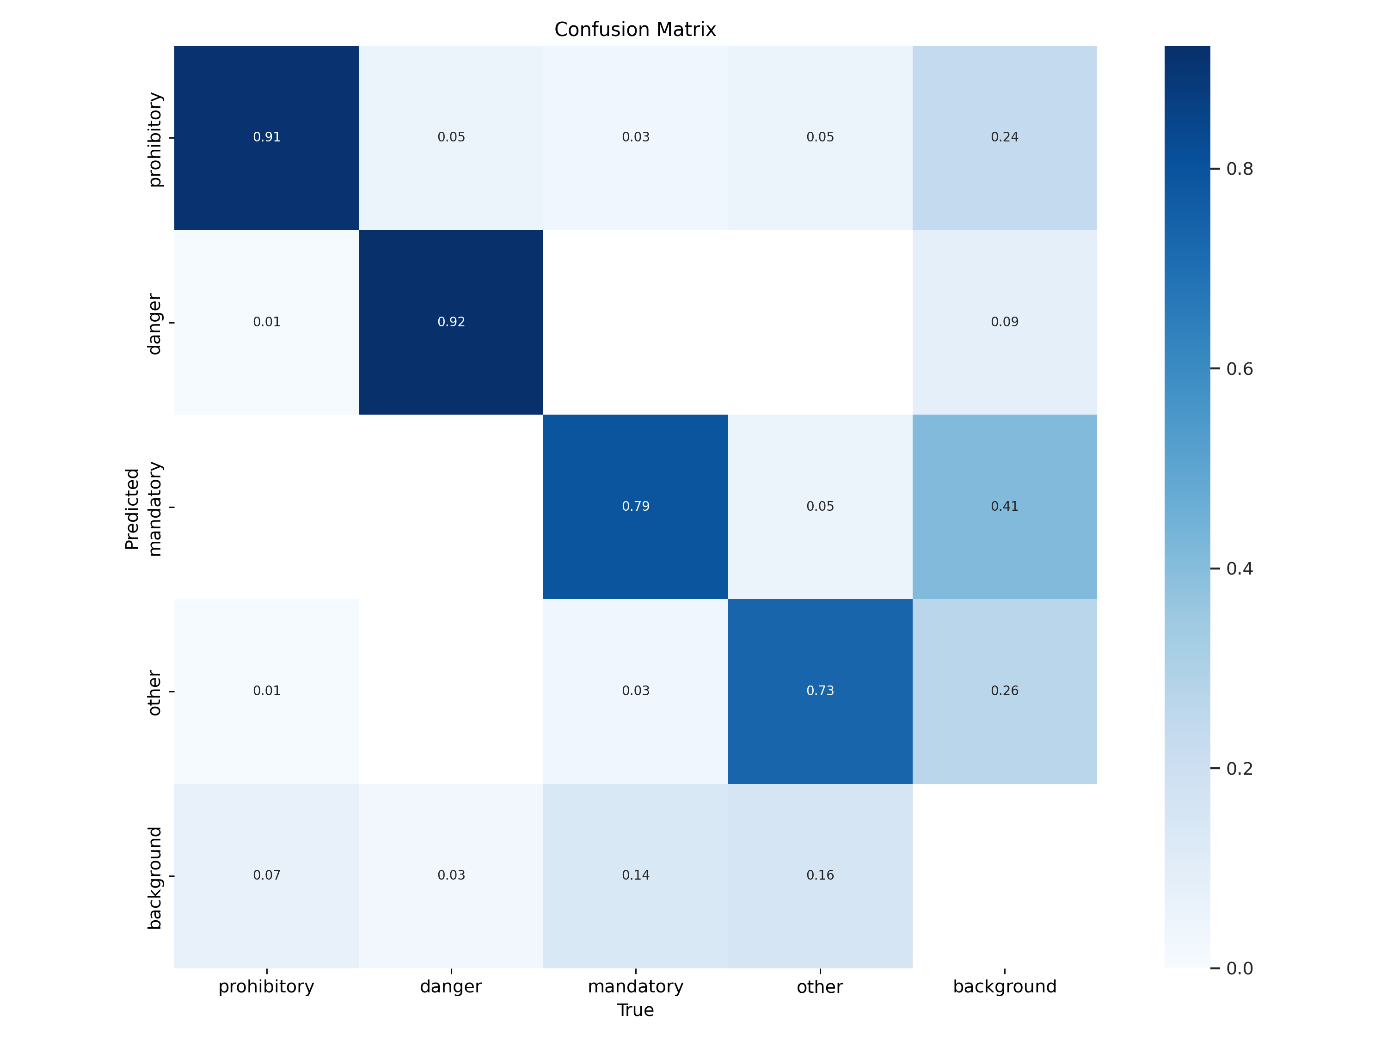 Confusion Matrix
prohibitory
0.91 0.05 0.03 0.05 0.24
danger
0.01 0.92 0.09
Predicted
mandatory
0.79 0.05 0.41
other
0.01 0.03 0.73 0.26
background
0.07 0.03 0.14 0.16
prohibitory danger mandatory other background
True
0.8
0.6
0.4
0.2
0.0